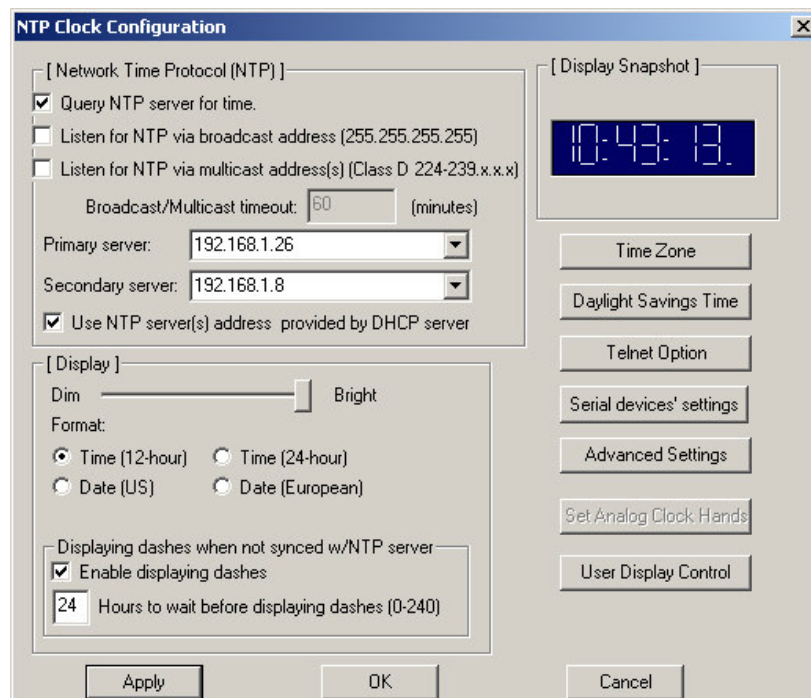 NTP Clock Configuration
[ Network Time Protocol (NTP) ]
Query NTP server for time.
Listen for NTP via broadcast address (255.255.255.255)
Listen for NTP via multicast address(s) (Class D 224-239.x.x.x)
Broadcast/Multicast timeout: 60 (minutes)
Primary server: 192.168.1.26
Secondary server: 192.168.1.8
Use NTP server(s) address provided by DHCP server
[ Display ]
Dim Bright
Format:
Time (12-hour) Time (24-hour)
Date (US) Date (European)
Displaying dashes when not synced w/NTP server
Enable displaying dashes
24 Hours to wait before displaying dashes (0-240)
[ Display Snapshot ]
10:43:13.
Time Zone
Daylight Savings Time
Telnet Option
Serial devices' settings
Advanced Settings
Set Analog Clock Hands
User Display Control
Apply OK Cancel